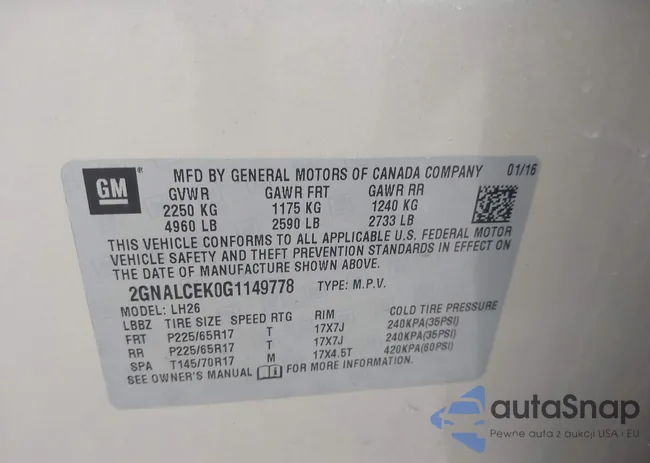 GM
MFD BY GENERAL MOTORS OF CANADA COMPANY 01/16
GVWR GAWR FRT GAWR RR
2250 KG 1175 KG 1240 KG
4960 LB 2590 LB 2733 LB
THIS VEHICLE CONFORMS TO ALL APPLICABLE U.S. FEDERAL MOTOR
VEHICLE SAFETY AND THEFT PREVENTION STANDARDS IN EFFECT ON
THE DATE OF MANUFACTURE SHOWN ABOVE.
2GNALCEK0G1149778 TYPE: M.P.V.
MODEL: LH26
LBBZ TIRE SIZE SPEED RTG RIM COLD TIRE PRESSURE
FRT P225/65R17 T 17X7J 240KPA(35PSI)
RR P225/65R17 T 17X7J 240KPA(35PSI)
SPA T145/70R17 M 17X4.5T 420KPA(60PSI)
SEE OWNER'S MANUAL FOR MORE INFORMATION.
autaSnap
Pewne auta z aukcji USA i EU